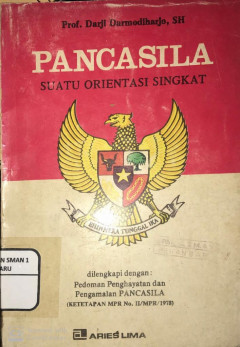 Prof. Darji Darmodiharjo, SH
PANCASILA
SUATU ORIENTASI SINGKAT
BHINNEKA TUNGGAL IKA
N SMAN 1
ARU
dilengkapi dengan:
Pedoman Penghayatan dan
Pengamalan PANCASILA
(KETETAPAN MPR No. II/MPR/1978)
ARIES LIMA